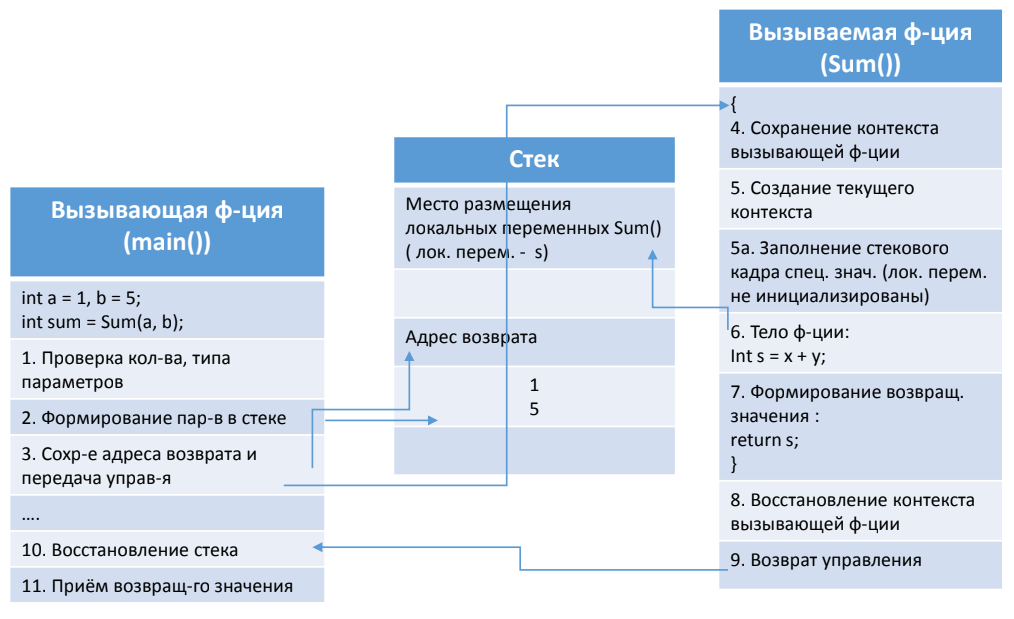 Вызывающая ф-ция
(main())
int a = 1, b = 5;
int sum = Sum(a, b);
1. Проверка кол-ва, типа
параметров
2. Формирование пар-в в стеке
3. Сохр-е адреса возврата и
передача управ-я
....
10. Восстановление стека
11. Приём возвращ-го значения
Стек
Место размещения
локальных переменных Sum()
( лок. перем. - s)
Адрес возврата
1
5
Вызываемая ф-ция
(Sum())
{
4. Сохранение контекста
вызывающей ф-ции
5. Создание текущего
контекста
5а. Заполнение стекового
кадра спец. знач. (лок. перем.
не инициализированы)
6. Тело ф-ции:
Int s = x + y;
7. Формирование возвращ.
значения :
return s;
}
8. Восстановление контекста
вызывающей ф-ции
9. Возврат управления